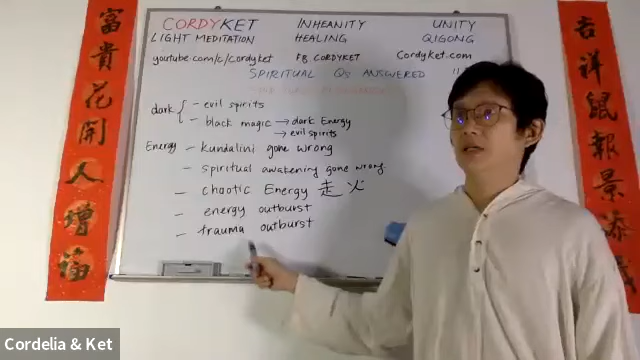 富貴花開人增福
CORDYKET INHEANITY UNITY
LIGHT MEDITATION HEALING QIGONG
youtube.com/c/cordyket FB CORDYKET Cordyket.com
SPIRITUAL Qs ANSWERED
dark { - evil spirits
- black magic → dark Energy
→ evil spirits
Energy - kundalini gone wrong
- spiritual awakening gone wrong
- chaotic Energy 走火
- energy outburst
- trauma outburst
吉祥鼠報景添
Cordelia & Ket